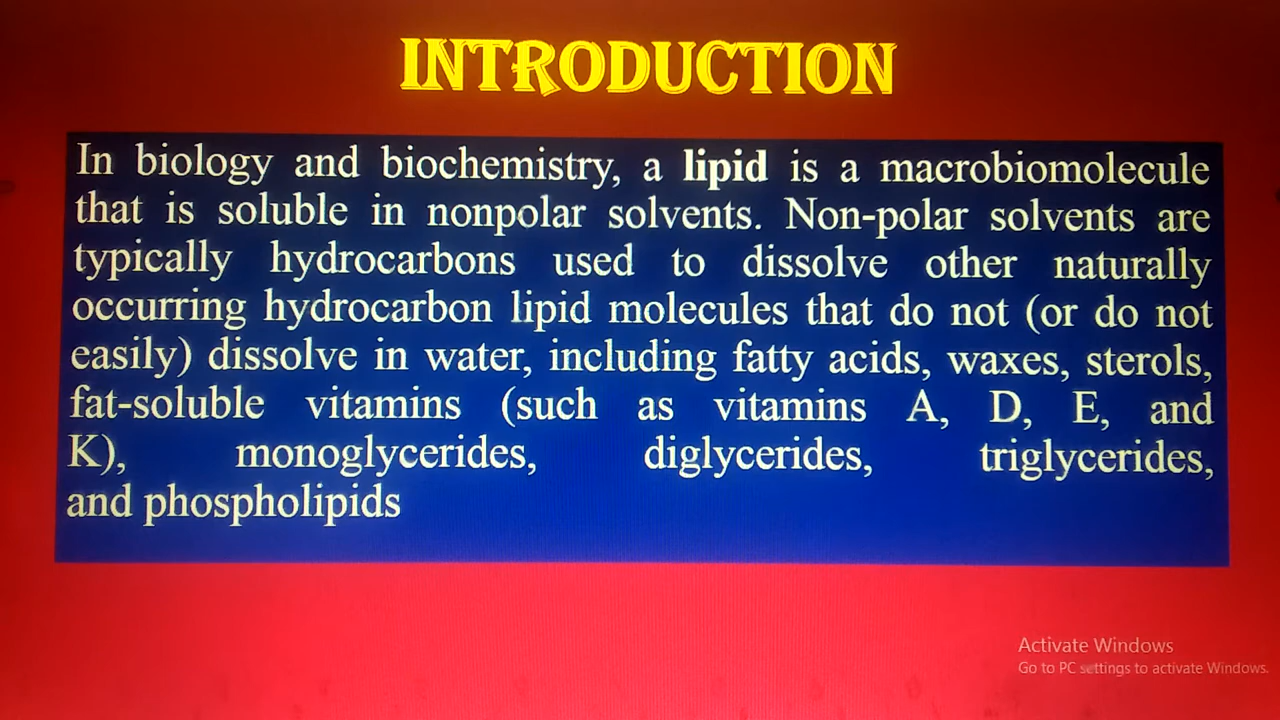 INTRODUCTION
In biology and biochemistry, a lipid is a macrobiomolecule
that is soluble in nonpolar solvents. Non-polar solvents are
typically hydrocarbons used to dissolve other naturally
occurring hydrocarbon lipid molecules that do not (or do not
easily) dissolve in water, including fatty acids, waxes, sterols,
fat-soluble vitamins (such as vitamins A, D, E, and
K), monoglycerides, diglycerides, triglycerides,
and phospholipids
Activate Windows
Go to PC settings to activate Windows.